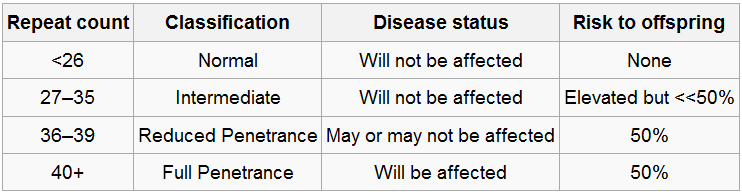 Repeat count Classification Disease status Risk to offspring
<26 Normal Will not be affected None
27–35 Intermediate Will not be affected Elevated but <<50%
36–39 Reduced Penetrance May or may not be affected 50%
40+ Full Penetrance Will be affected 50%